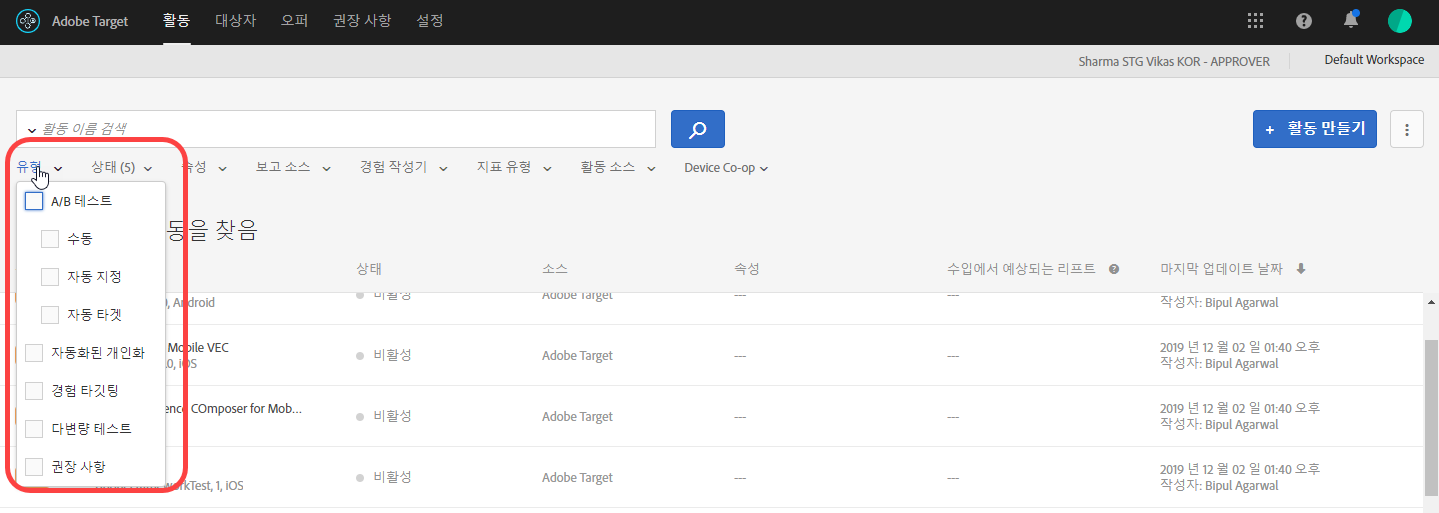 Adobe Target 활동 대상자 오퍼 권장 사항 설정
Sharma STG Vikas KOR - APPROVER Default Workspace
활동 이름 검색
+ 활동 만들기
유형 상태 (5) 속성 보고 소스 경험 작성기 지표 유형 활동 소스 Device Co-op
A/B 테스트
수동
자동 지정
자동 타겟
자동화된 개인화
경험 타깃팅
다변량 테스트
권장 사항
동을 찾음
상태 소스 속성 수입에서 예상되는 리프트 마지막 업데이트 날짜
0, Android 비활성 Adobe Target --- --- 작성자: Bipul Agarwal
Mobile VEC 비활성 Adobe Target --- --- 2019 년 12 월 02 일 01:40 오후
.0, iOS 작성자: Bipul Agarwal
ence COmposer for Mob... 비활성 Adobe Target --- --- 2019 년 12 월 02 일 01:40 오후
작성자: Bipul Agarwal
비활성 Adobe Target --- --- 2019 년 12 월 02 일 01:40 오후
workTest, 1, iOS 작성자: Bipul Agarwal